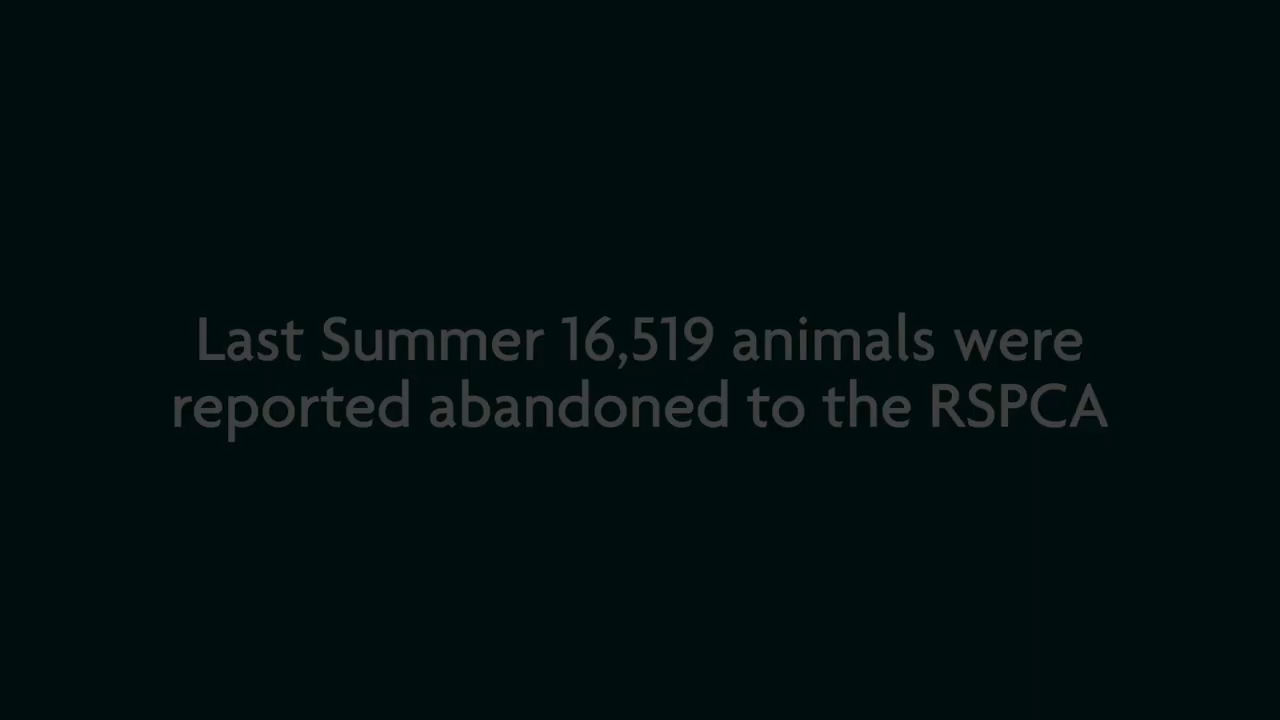 Last Summer 16,519 animals were
reported abandoned to the RSPCA